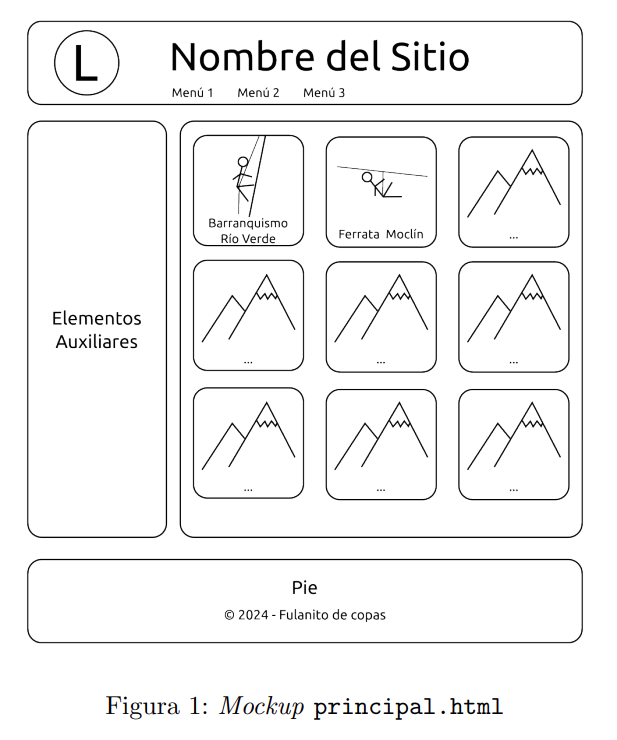 L
Nombre del Sitio
Menú 1 Menú 2 Menú 3
Elementos
Auxiliares
Barranquismo
Río Verde
Ferrata Moclín
...
...
...
...
...
...
...
Pie
© 2024 - Fulanito de copas
Figura 1: Mockup principal.html